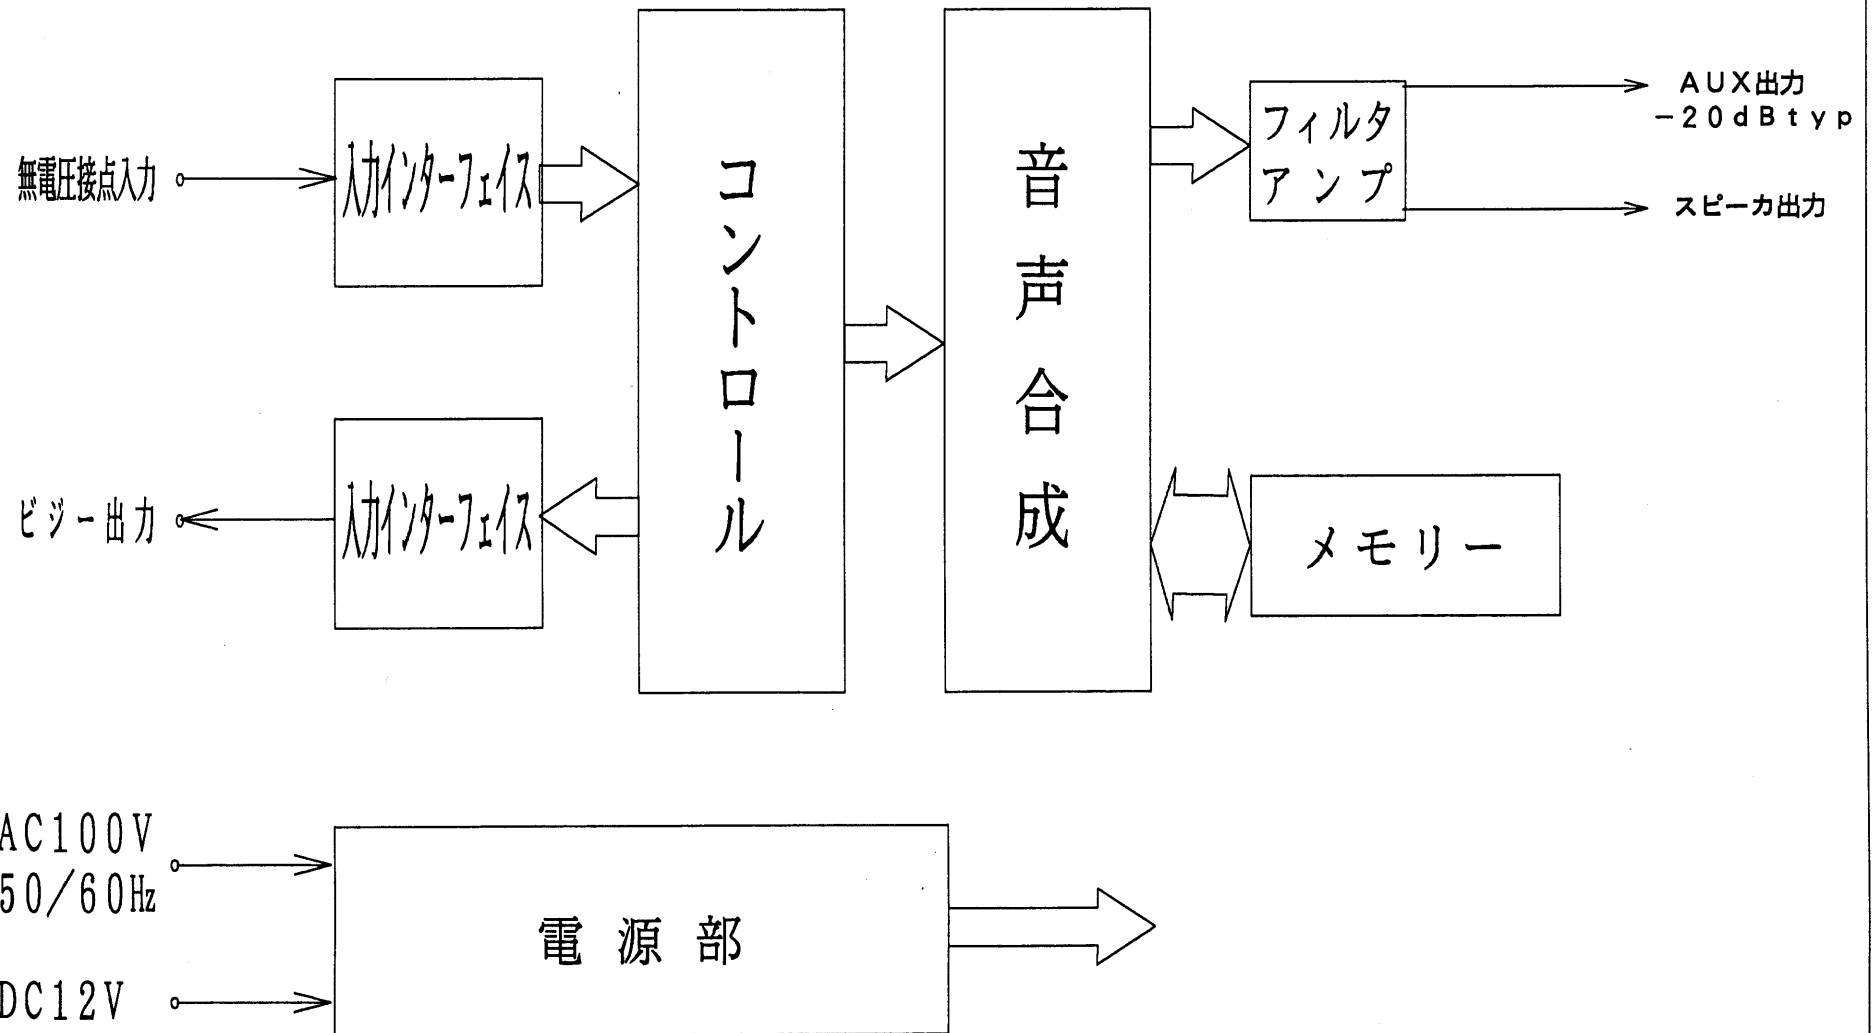 無電圧接点入力
入力インターフェイス
コントロール
音声合成
フィルタ
アンプ
AUX出力
-20dBtyp
スピーカ出力
ビジー出力
入力インターフェイス
メモリー
AC100V
50/60Hz
電源部
DC12V